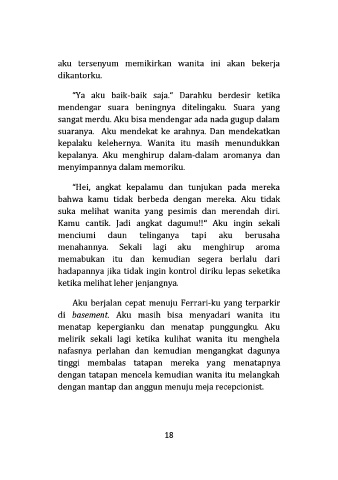 aku tersenyum memikirkan wanita ini akan bekerja
dikantorku.
"Ya aku baik-baik saja." Darahku berdesir ketika
mendengar suara beningnya ditelingaku. Suara yang
sangat merdu. Aku bisa mendengar ada nada gugup dalam
suaranya. Aku mendekat ke arahnya. Dan mendekatkan
kepalaku kelehernya. Wanita itu masih menundukkan
kepalanya. Aku menghirup dalam-dalam aromanya dan
menyimpannya dalam memoriku.
"Hei, angkat kepalamu dan tunjukan pada mereka
bahwa kamu tidak berbeda dengan mereka. Aku tidak
suka melihat wanita yang pesimis dan merendah diri.
Kamu cantik. Jadi angkat dagumu!!" Aku ingin sekali
menciumi daun telinganya tapi aku berusaha
menahannya. Sekali lagi aku menghirup aroma
memabukan itu dan kemudian segera berlalu dari
hadapannya jika tidak ingin kontrol diriku lepas seketika
ketika melihat leher jenjangnya.
Aku berjalan cepat menuju Ferrari-ku yang terparkir
di basement. Aku masih bisa menyadari wanita itu
menatap kepergianku dan menatap punggungku. Aku
melirik sekali lagi ketika kulihat wanita itu menghela
nafasnya perlahan dan kemudian mengangkat dagunya
tinggi membalas tatapan mereka yang menatapnya
dengan tatapan mencela kemudian wanita itu melangkah
dengan mantap dan anggun menuju meja recepcionist.
18